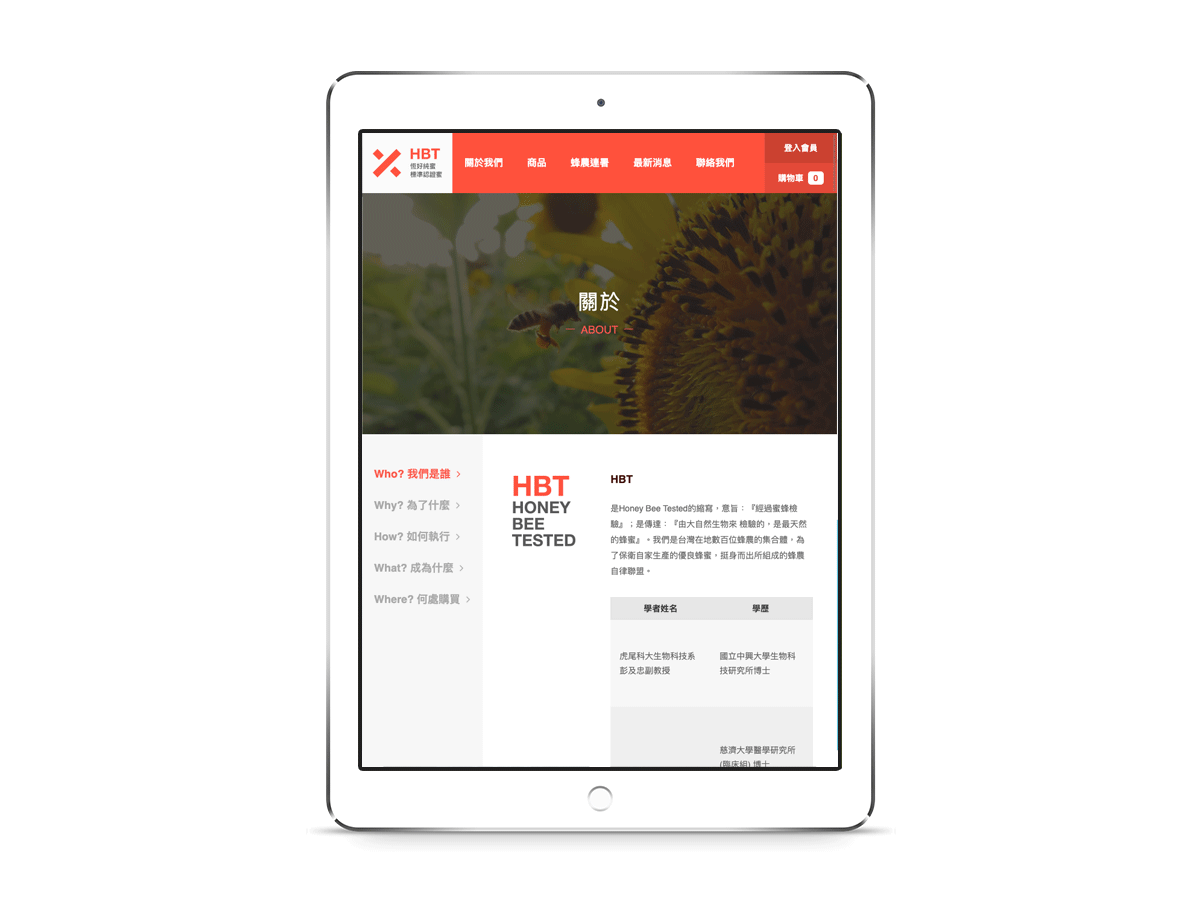 HBT
恆好純蜜
標準認證蜜
關於我們
商品
蜂農連署
最新消息
聯絡我們
登入會員
購物車 0
關於
ABOUT
Who? 我們是誰
Why? 為了什麼
How? 如何執行
What? 成為什麼
Where? 何處購買
HBT
HONEY
BEE
TESTED
HBT
是Honey Bee Tested的縮寫，意旨：『經過蜜蜂檢
驗』；是傳達：『由大自然生物來 檢驗的，是最天然
的蜂蜜』。我們是台灣在地數百位蜂農的集合體，為
了保衛自家生產的優良蜂蜜，挺身而出所組成的蜂農
自律聯盟。
學者姓名 學歷
虎尾科大生物科技系
彭及忠副教授
國立中興大學生物科
技研究所博士
慈濟大學醫學研究所
(臨床組) 博士